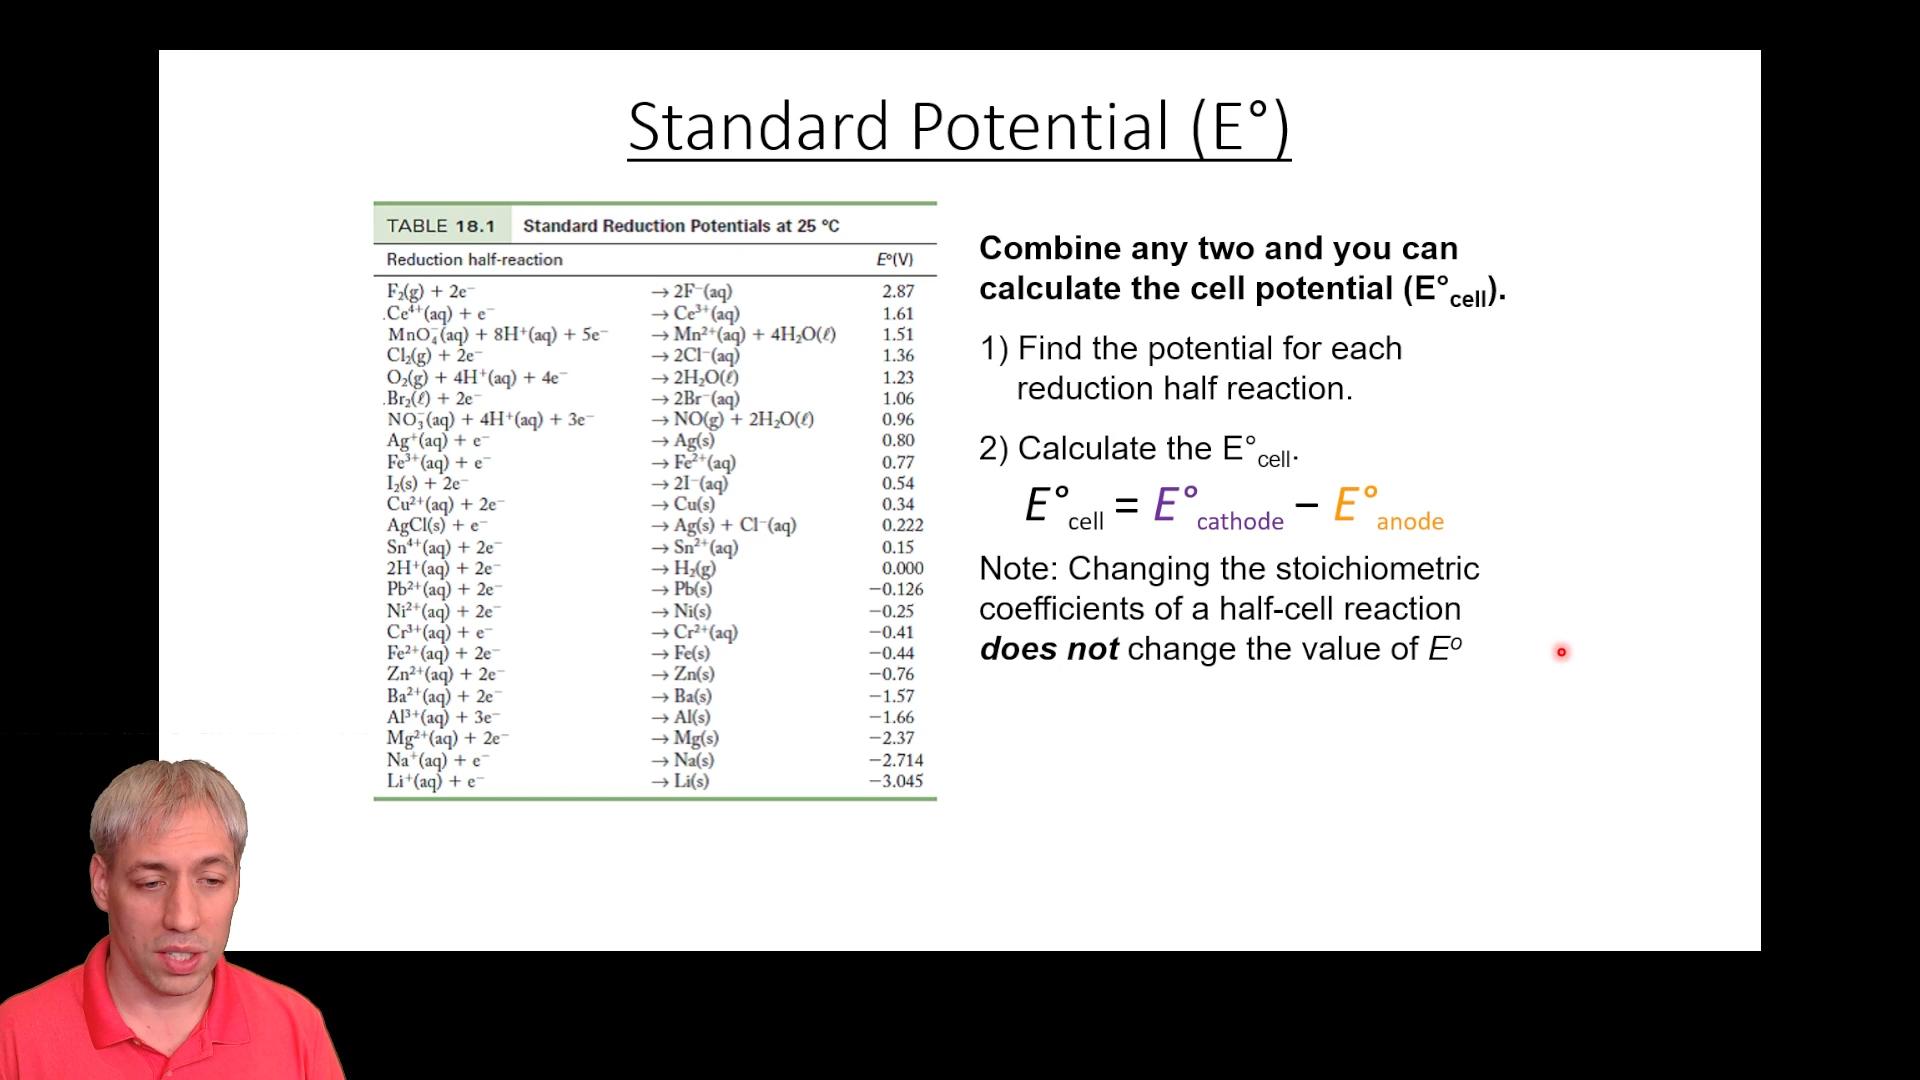 Standard Potential (E°)
TABLE 18.1 Standard Reduction Potentials at 25 °C
Reduction half-reaction E°(V)
F₂(g) + 2e⁻ → 2F⁻(aq) 2.87
Ce⁴⁺(aq) + e⁻ → Ce³⁺(aq) 1.61
MnO₄⁻(aq) + 8H⁺(aq) + 5e⁻ → Mn²⁺(aq) + 4H₂O(ℓ) 1.51
Cl₂(g) + 2e⁻ → 2Cl⁻(aq) 1.36
O₂(g) + 4H⁺(aq) + 4e⁻ → 2H₂O(ℓ) 1.23
Br₂(ℓ) + 2e⁻ → 2Br⁻(aq) 1.06
NO₃⁻(aq) + 4H⁺(aq) + 3e⁻ → NO(g) + 2H₂O(ℓ) 0.96
Ag⁺(aq) + e⁻ → Ag(s) 0.80
Fe³⁺(aq) + e⁻ → Fe²⁺(aq) 0.77
I₂(s) + 2e⁻ → 2I⁻(aq) 0.54
Cu²⁺(aq) + 2e⁻ → Cu(s) 0.34
AgCl(s) + e⁻ → Ag(s) + Cl⁻(aq) 0.222
Sn⁴⁺(aq) + 2e⁻ → Sn²⁺(aq) 0.15
2H⁺(aq) + 2e⁻ → H₂(g) 0.000
Pb²⁺(aq) + 2e⁻ → Pb(s) −0.126
Ni²⁺(aq) + 2e⁻ → Ni(s) −0.25
Cr³⁺(aq) + e⁻ → Cr²⁺(aq) −0.41
Fe²⁺(aq) + 2e⁻ → Fe(s) −0.44
Zn²⁺(aq) + 2e⁻ → Zn(s) −0.76
Ba²⁺(aq) + 2e⁻ → Ba(s) −1.57
Al³⁺(aq) + 3e⁻ → Al(s) −1.66
Mg²⁺(aq) + 2e⁻ → Mg(s) −2.37
Na⁺(aq) + e⁻ → Na(s) −2.714
Li⁺(aq) + e⁻ → Li(s) −3.045
Combine any two and you can
calculate the cell potential (E°cell).
1) Find the potential for each
reduction half reaction.
2) Calculate the E°cell.
E°cell = E°cathode − E°anode
Note: Changing the stoichiometric
coefficients of a half-cell reaction
does not change the value of Eº